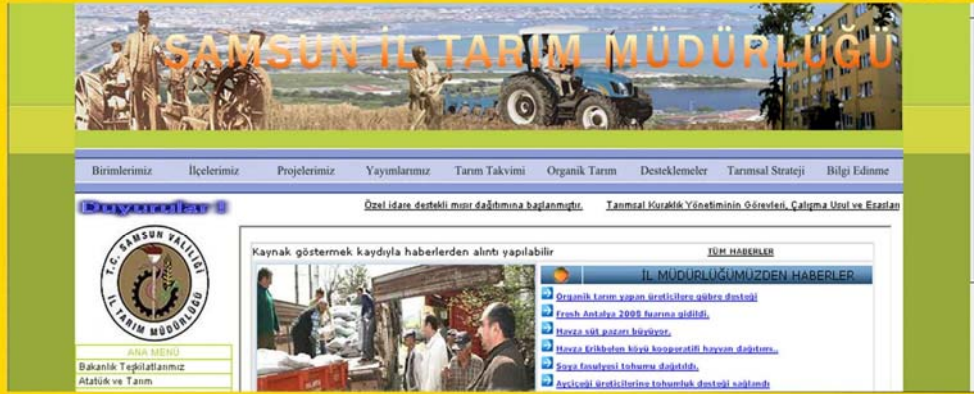 SAMSUN İL TARIM MÜDÜRLÜĞÜ
Birimlerimiz İlçelerimiz Projelerimiz Yayımlarımız Tarım Takvimi Organik Tarım Desteklemeler Tarımsal Strateji Bilgi Edinme
Duyurular !
Özel idare destekli mısır dağıtımına başlanmıştır. Tarımsal Kuraklık Yönetiminin Görevleri, Çalışma Usul ve Esasları
T.C. SAMSUN VALİLİĞİ
İL TARIM MÜDÜRLÜĞÜ
ANA MENÜ
Bakanlık Teşkilatlarımız
Atatürk ve Tarım
Kaynak göstermek kaydıyla haberlerden alıntı yapılabilir
TÜM HABERLER
İL MÜDÜRLÜĞÜMÜZDEN HABERLER
Organik tarım yapan üreticilere gübre desteği
Fresh Antalya 2008 fuarına gidildi.
Havza süt pazarı büyüyor.
Havza Erikbelen köyü kooperatifi hayvan dağıtımı..
Soya fasulyesi tohumu dağıtıldı.
Ayçiçeği üreticilerine tohumluk desteği sağlandı